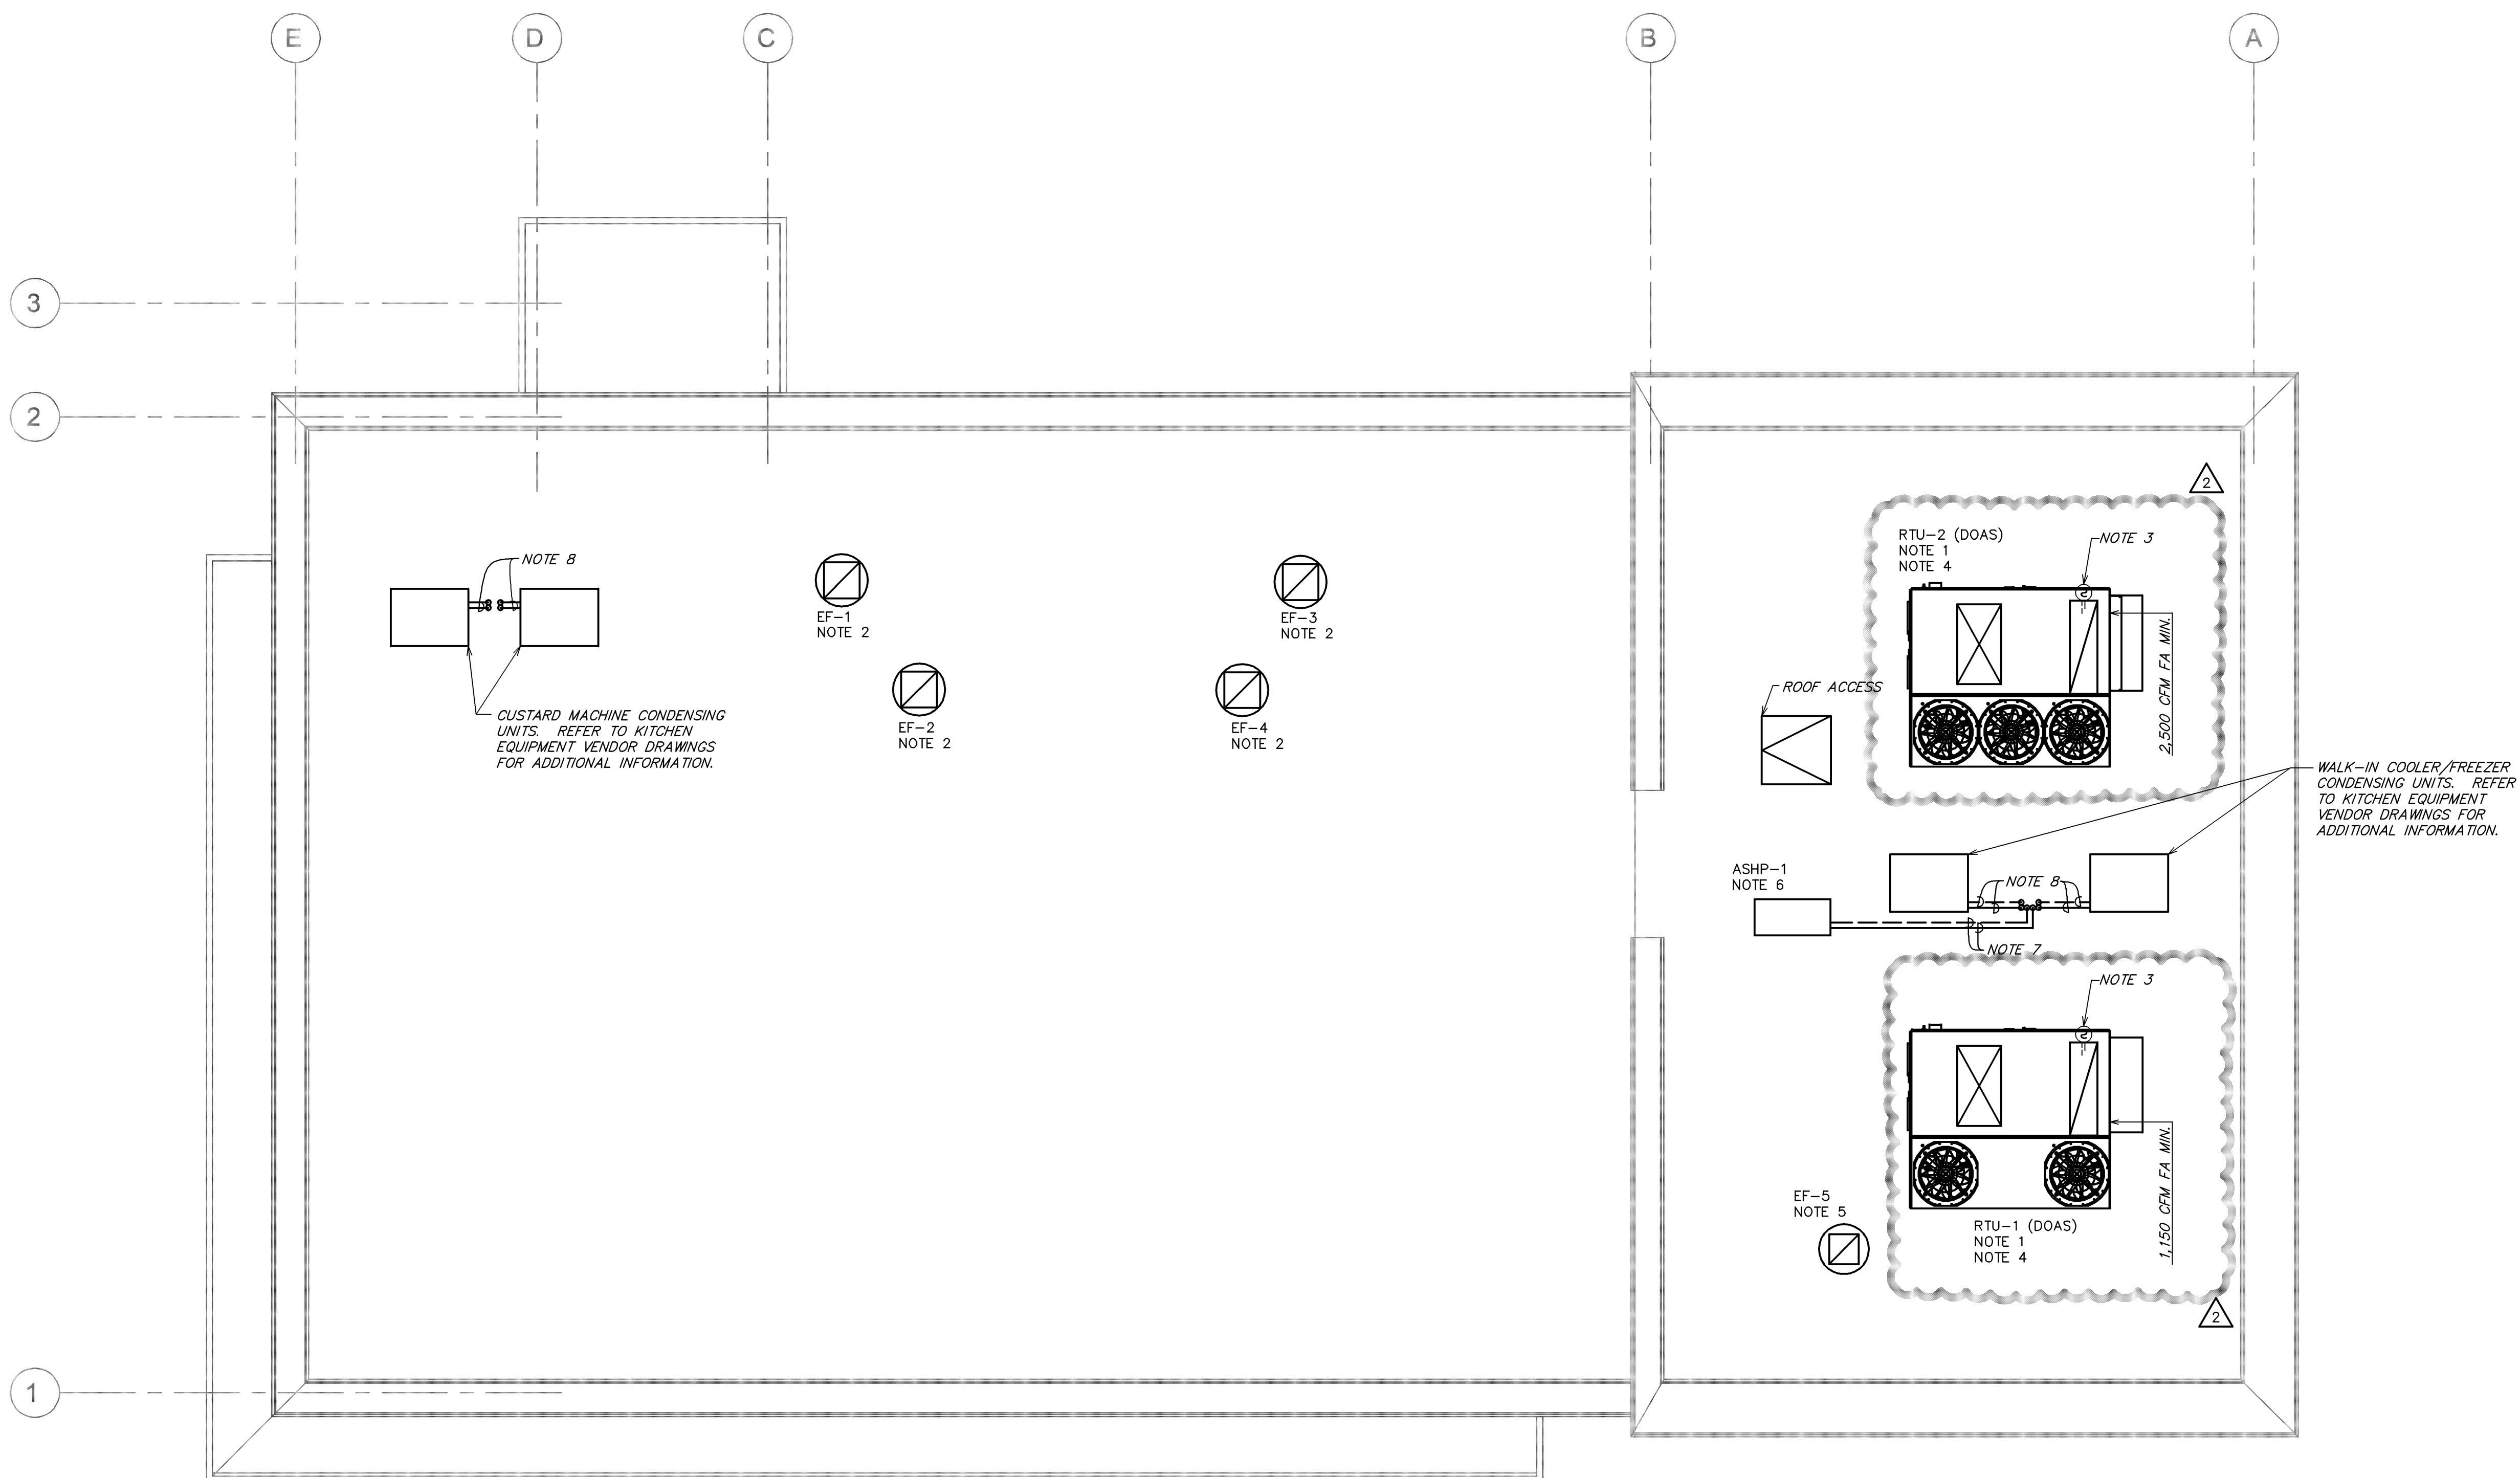 E
D
C
B
A
3
2
1
2
RTU-2 (DOAS)
NOTE 1
NOTE 4
NOTE 3
2,500 CFM FA MIN.
NOTE 8
CUSTARD MACHINE CONDENSING
UNITS. REFER TO KITCHEN
EQUIPMENT VENDOR DRAWINGS
FOR ADDITIONAL INFORMATION.
EF-1
NOTE 2
EF-2
NOTE 2
EF-3
NOTE 2
EF-4
NOTE 2
ROOF ACCESS
WALK-IN COOLER/FREEZER
CONDENSING UNITS. REFER
TO KITCHEN EQUIPMENT
VENDOR DRAWINGS FOR
ADDITIONAL INFORMATION.
ASHP-1
NOTE 6
NOTE 8
NOTE 7
NOTE 3
1,150 CFM FA MIN.
EF-5
NOTE 5
RTU-1 (DOAS)
NOTE 1
NOTE 4
2